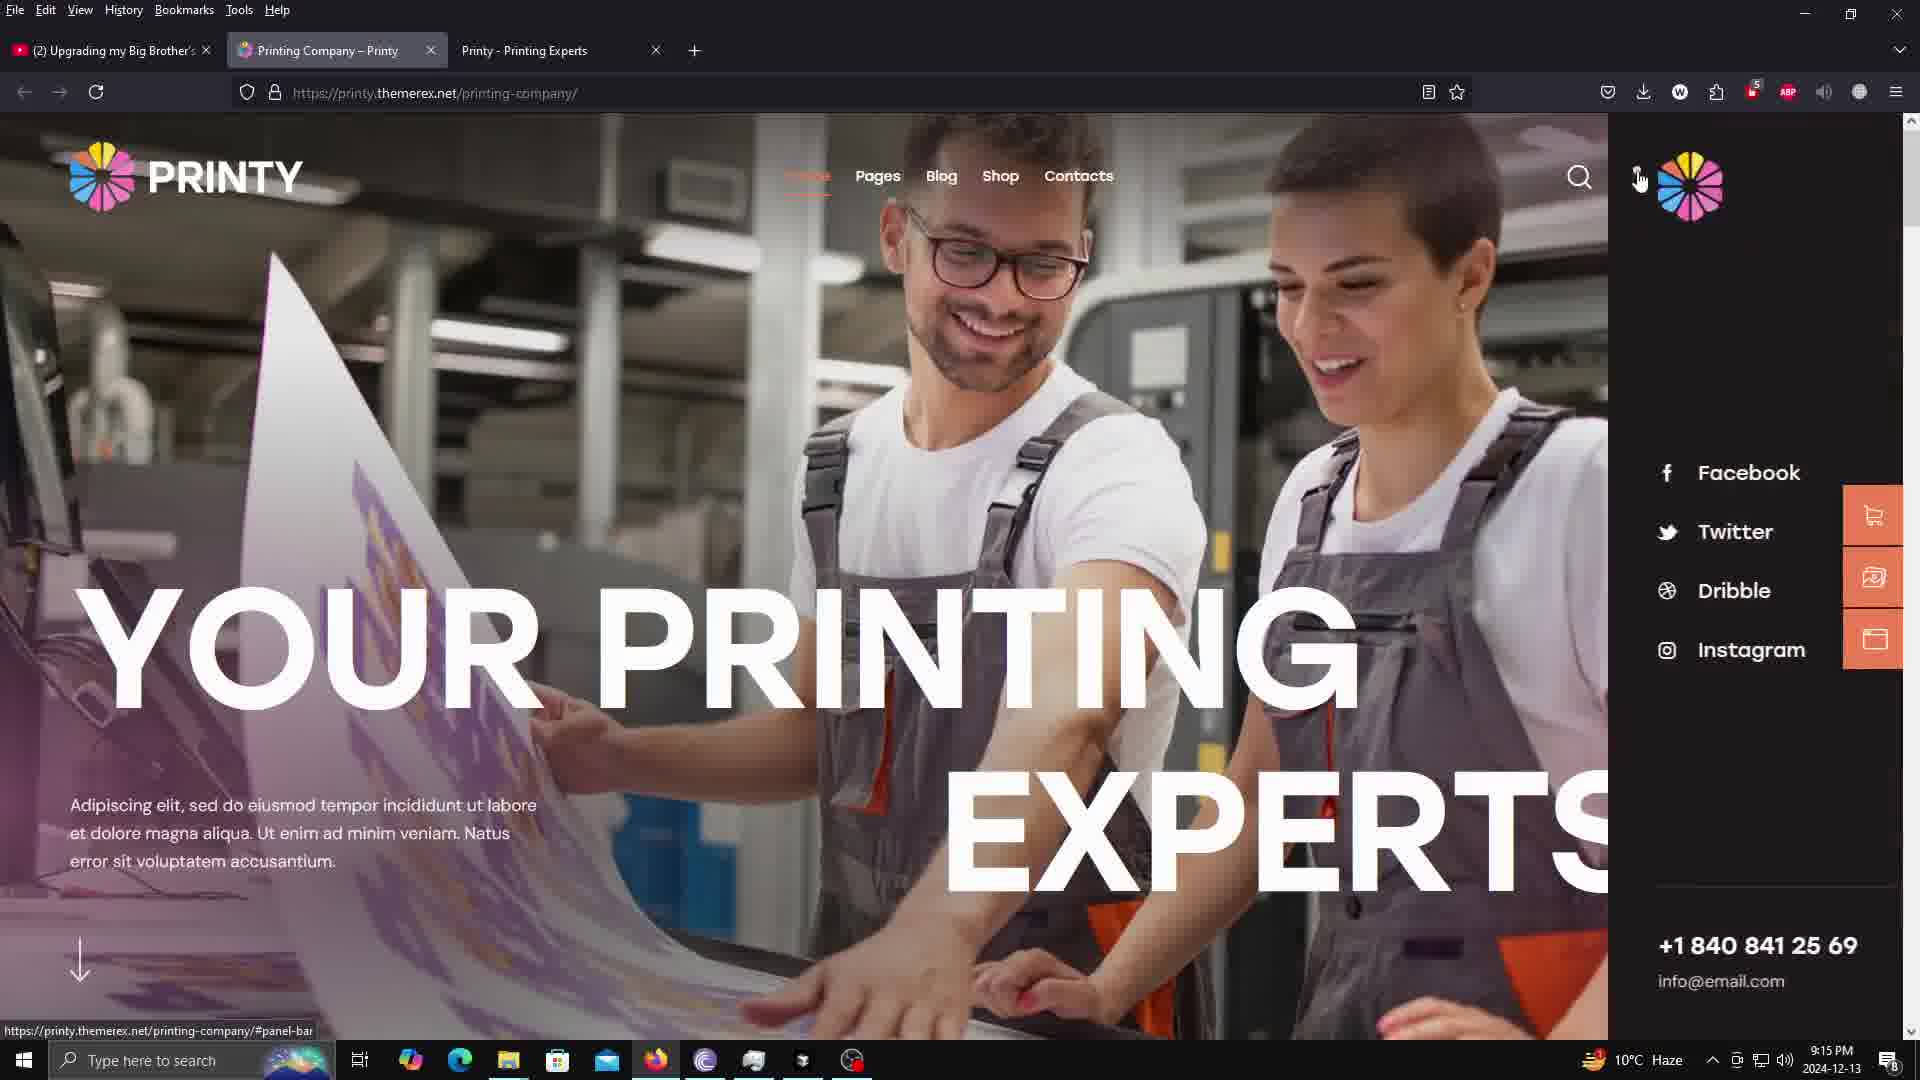 File Edit View History Bookmarks Tools Help
(2) Upgrading my Big Brother's
Printing Company – Printy
Printy - Printing Experts
https://printy.themerex.net/printing-company/
5
W
ABP
PRINTY
Home Pages Blog Shop Contacts
Facebook
Twitter
Dribble
Instagram
YOUR PRINTING
EXPERTS
Adipiscing elit, sed do eiusmod tempor incididunt ut labore
et dolore magna aliqua. Ut enim ad minim veniam. Natus
error sit voluptatem accusantium.
+1 840 841 25 69
info@email.com
https://printy.themerex.net/printing-company/#panel-bar
Type here to search
1
10°C Haze
9:15 PM
2024-12-13
8